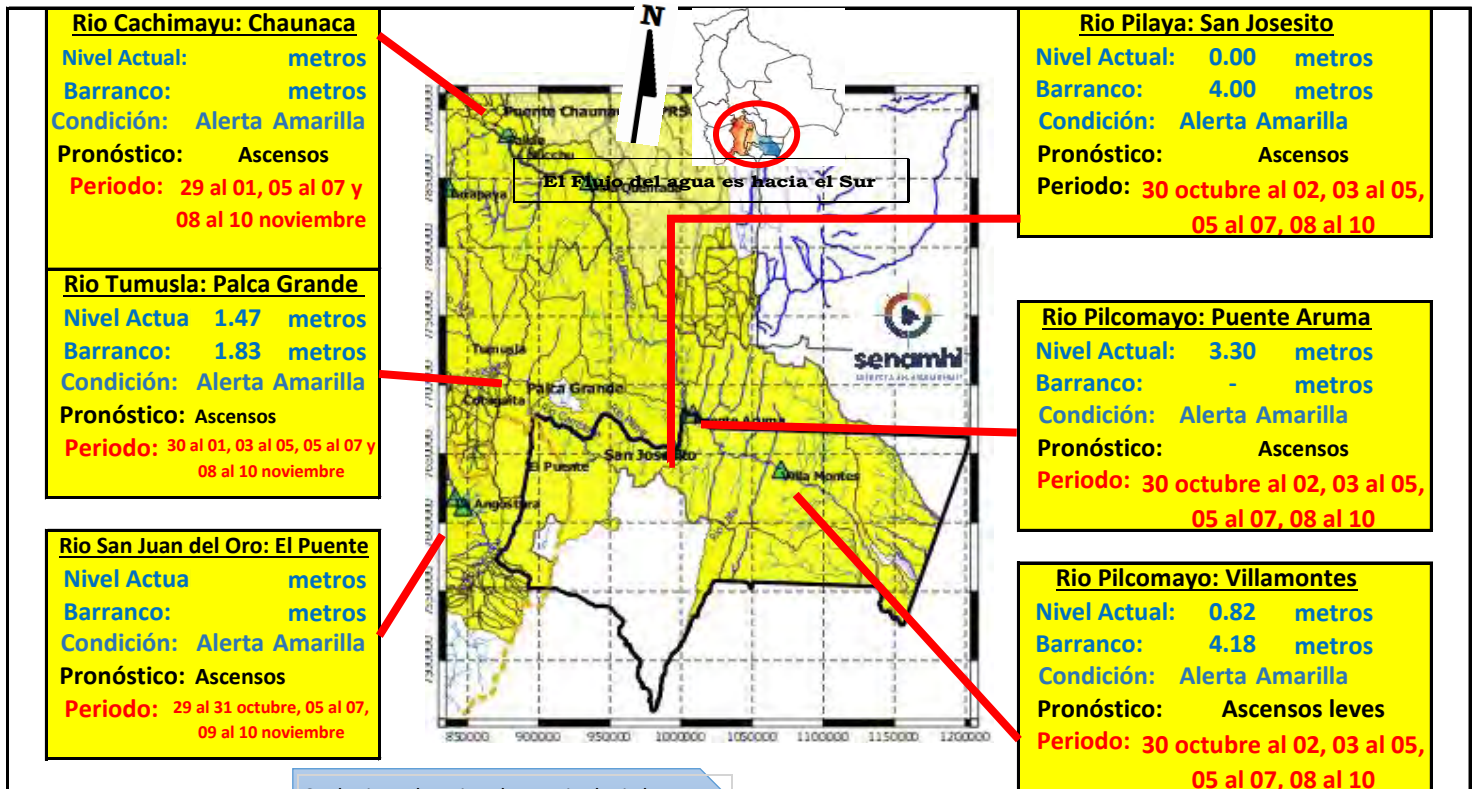 Rio Cachimayu: Chaunaca
Nivel Actual: metros
Barranco: metros
Condición: Alerta Amarilla
Pronóstico: Ascensos
Periodo: 29 al 01, 05 al 07 y
08 al 10 noviembre
Rio Tumusla: Palca Grande
Nivel Actua 1.47 metros
Barranco: 1.83 metros
Condición: Alerta Amarilla
Pronóstico: Ascensos
Periodo: 30 al 01, 03 al 05, 05 al 07 y
08 al 10 noviembre
Rio San Juan del Oro: El Puente
Nivel Actua metros
Barranco: metros
Condición: Alerta Amarilla
Pronóstico: Ascensos
Periodo: 29 al 31 octubre, 05 al 07,
09 al 10 noviembre
N
Puente
El Flujo del agua es hacia el Sur
senamhi
Tumusla
Palca Grande
Cotagaita
Puente Aruma
San Josesito
El Puente
Villa Montes
Angostura
850000 900000 950000 1000000 1050000 1100000 1150000 1200000
Rio Pilaya: San Josesito
Nivel Actual: 0.00 metros
Barranco: 4.00 metros
Condición: Alerta Amarilla
Pronóstico: Ascensos
Periodo: 30 octubre al 02, 03 al 05,
05 al 07, 08 al 10
Rio Pilcomayo: Puente Aruma
Nivel Actual: 3.30 metros
Barranco: - metros
Condición: Alerta Amarilla
Pronóstico: Ascensos
Periodo: 30 octubre al 02, 03 al 05,
05 al 07, 08 al 10
Rio Pilcomayo: Villamontes
Nivel Actual: 0.82 metros
Barranco: 4.18 metros
Condición: Alerta Amarilla
Pronóstico: Ascensos leves
Periodo: 30 octubre al 02, 03 al 05,
05 al 07, 08 al 10